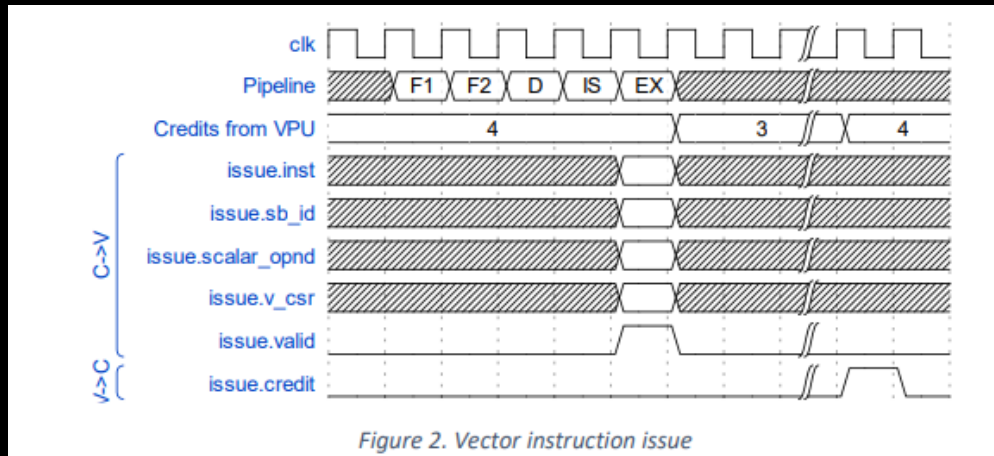 clk
Pipeline F1 F2 D IS EX
Credits from VPU 4 3 4
issue.inst
issue.sb_id
C->V
issue.scalar_opnd
issue.v_csr
issue.valid
V->C
issue.credit
Figure 2. Vector instruction issue